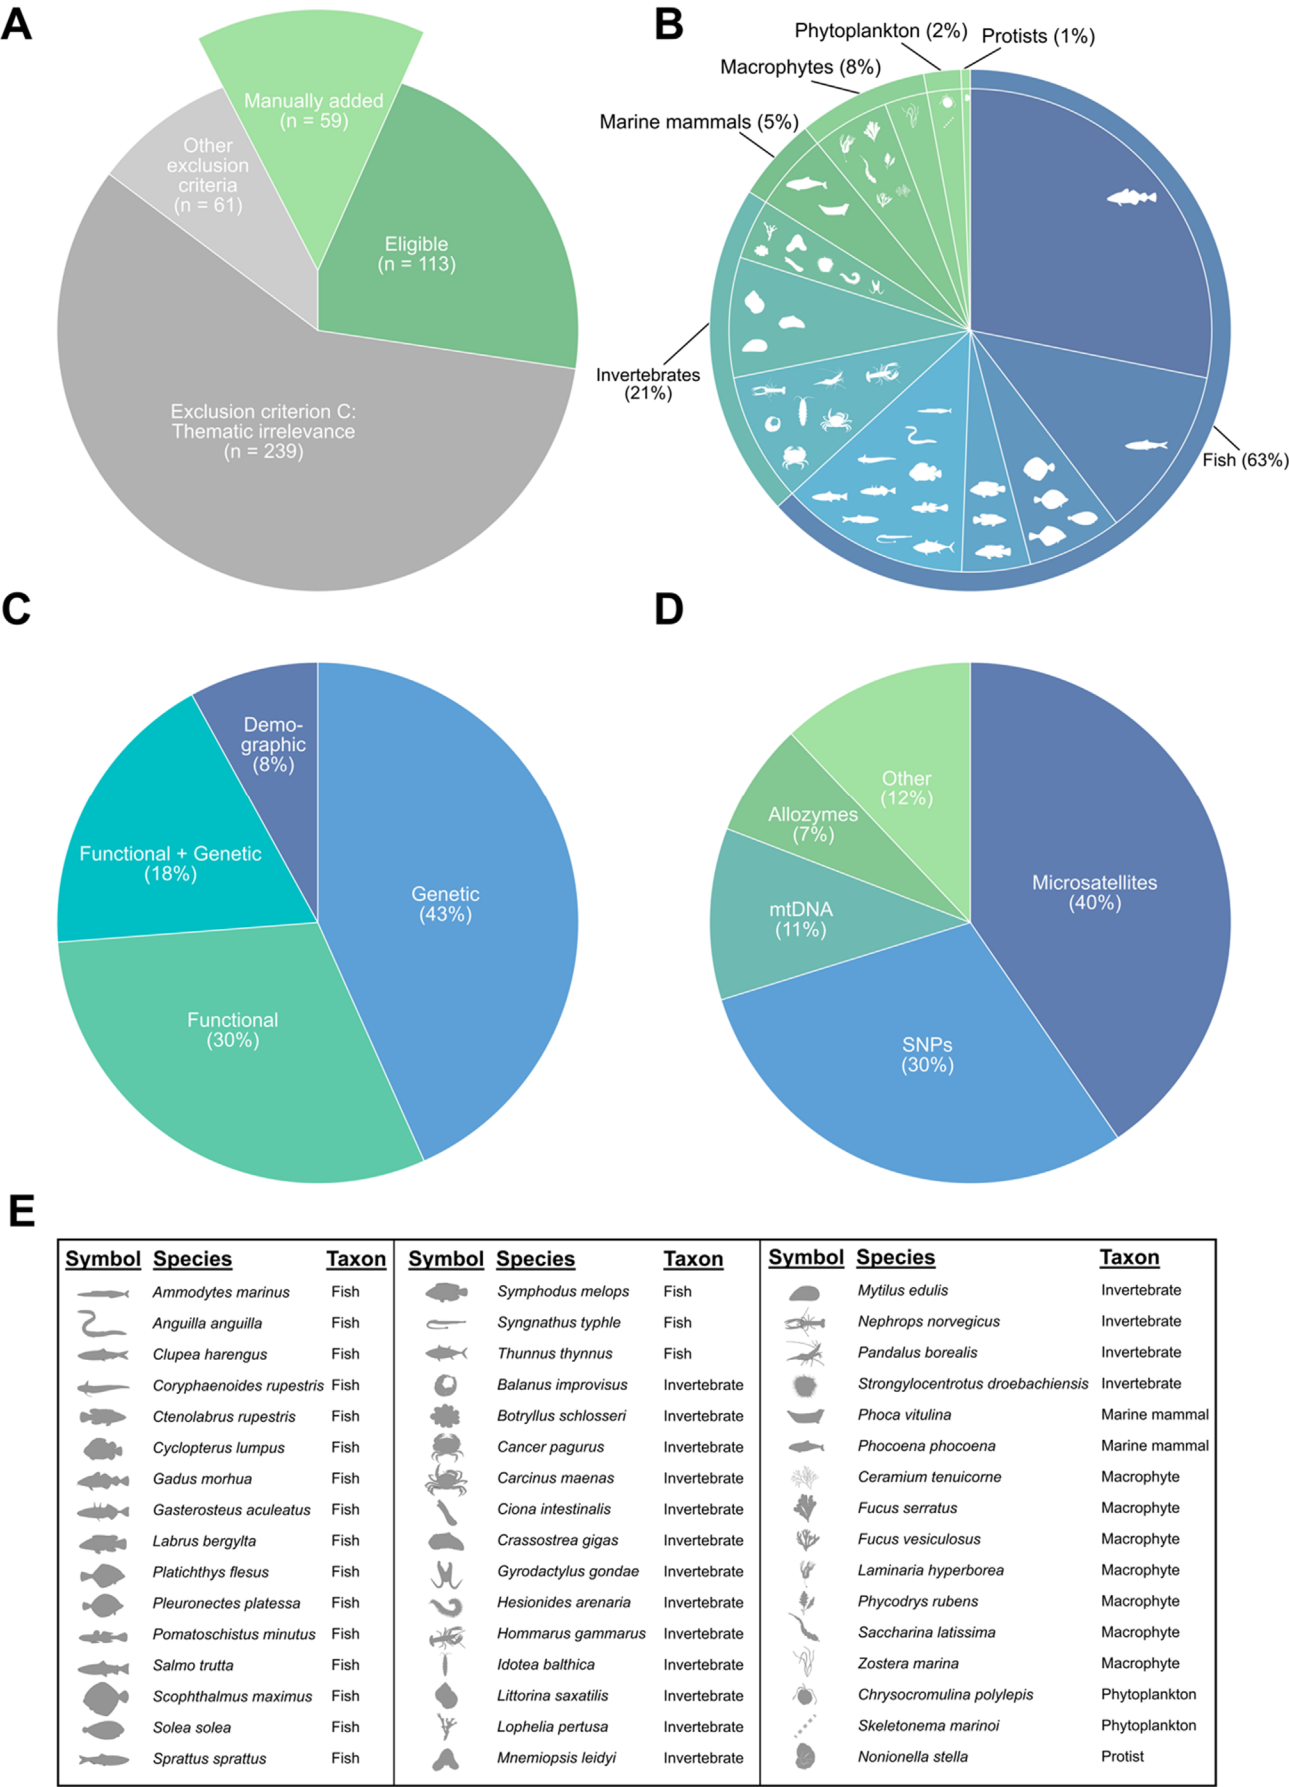 A
Manually added
(n = 59)
Other
exclusion
criteria
(n = 61)
Eligible
(n = 113)
Exclusion criterion C:
Thematic irrelevance
(n = 239)
B
Phytoplankton (2%)
Protists (1%)
Macrophytes (8%)
Marine mammals (5%)
Invertebrates
(21%)
Fish (63%)
C
Demo-
graphic
(8%)
Functional + Genetic
(18%)
Genetic
(43%)
Functional
(30%)
D
Other
(12%)
Allozymes
(7%)
mtDNA
(11%)
Microsatellites
(40%)
SNPs
(30%)
E
Symbol Species Taxon
Ammodytes marinus Fish
Anguilla anguilla Fish
Clupea harengus Fish
Coryphaenoides rupestris Fish
Ctenolabrus rupestris Fish
Cyclopterus lumpus Fish
Gadus morhua Fish
Gasterosteus aculeatus Fish
Labrus bergylta Fish
Platichthys flesus Fish
Pleuronectes platessa Fish
Pomatoschistus minutus Fish
Salmo trutta Fish
Scophthalmus maximus Fish
Solea solea Fish
Sprattus sprattus Fish
Symbol Species Taxon
Symphodus melops Fish
Syngnathus typhle Fish
Thunnus thynnus Fish
Balanus improvisus Invertebrate
Botryllus schlosseri Invertebrate
Cancer pagurus Invertebrate
Carcinus maenas Invertebrate
Ciona intestinalis Invertebrate
Crassostrea gigas Invertebrate
Gyrodactylus gondae Invertebrate
Hesionides arenaria Invertebrate
Hommarus gammarus Invertebrate
Idotea balthica Invertebrate
Littorina saxatilis Invertebrate
Lophelia pertusa Invertebrate
Mnemiopsis leidyi Invertebrate
Symbol Species Taxon
Mytilus edulis Invertebrate
Nephrops norvegicus Invertebrate
Pandalus borealis Invertebrate
Strongylocentrotus droebachiensis Invertebrate
Phoca vitulina Marine mammal
Phocoena phocoena Marine mammal
Ceramium tenuicorne Macrophyte
Fucus serratus Macrophyte
Fucus vesiculosus Macrophyte
Laminaria hyperborea Macrophyte
Phycodrys rubens Macrophyte
Saccharina latissima Macrophyte
Zostera marina Macrophyte
Chrysocromulina polylepis Phytoplankton
Skeletonema marinoi Phytoplankton
Nonionella stella Protist